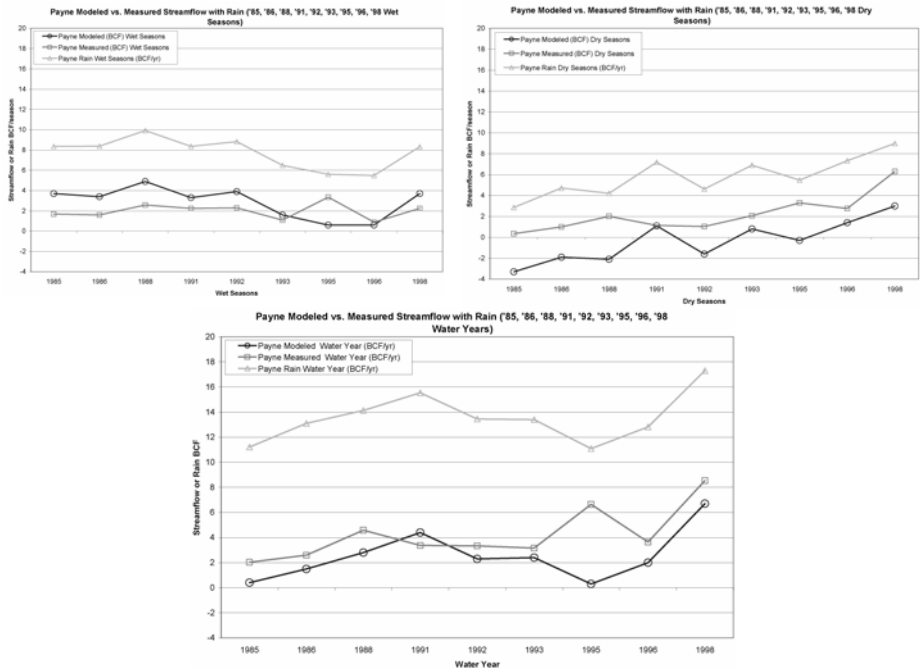 Payne Modeled vs. Measured Streamflow with Rain ('85, '86, '88, '91, '92, '93, '95, '96, '98 Wet
Seasons)
Payne Modeled (BCF) Wet Seasons
Payne Measured (BCF) Wet Seasons
Payne Rain Wet Seasons (BCF/yr)
Streamflow or Rain BCF/season
20
18
16
14
12
10
8
6
4
2
0
-2
-4
1985 1986 1988 1991 1992 1993 1995 1996 1998
Wet Seasons
Payne Modeled vs. Measured Streamflow with Rain ('85, '86, '88, '91, '92, '93, '95, '96, '98 Dry
Seasons)
Payne Modeled (BCF) Dry Seasons
Payne Measured (BCF) Dry Seasons
Payne Rain Dry Seasons (BCF/yr)
Streamflow or Rain BCF/season
20
18
16
14
12
10
8
6
4
2
0
-2
-4
1985 1986 1988 1991 1992 1993 1995 1996 1998
Dry Seasons
Payne Modeled vs. Measured Streamflow with Rain ('85, '86, '88, '91, '92, '93, '95, '96, '98
Water Years)
Payne Modeled Water Year (BCF/yr)
Payne Measured Water Year (BCF/yr)
Payne Rain Water Year (BCF/yr)
Streamflow or Rain BCF
20
18
16
14
12
10
8
6
4
2
0
-2
-4
1985 1986 1988 1991 1992 1993 1995 1996 1998
Water Year